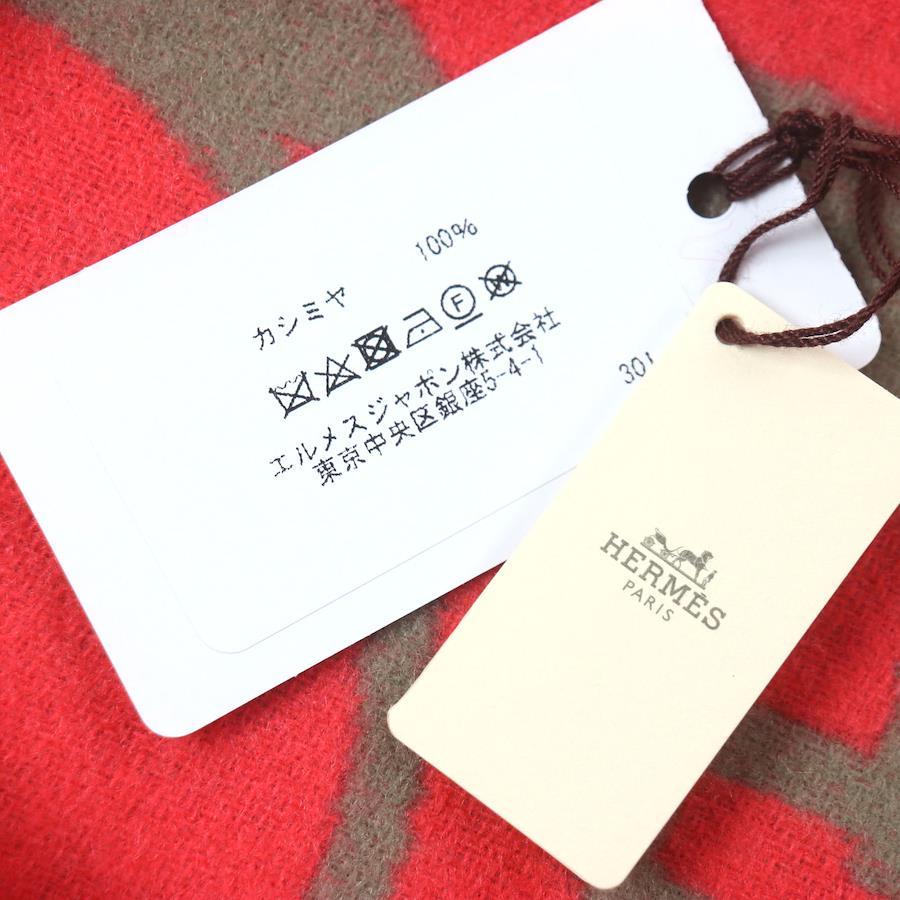 カシミヤ 100%
F W
エルメスジャポン株式会社
東京中央区銀座5-4-1
HERMÈS
PARIS